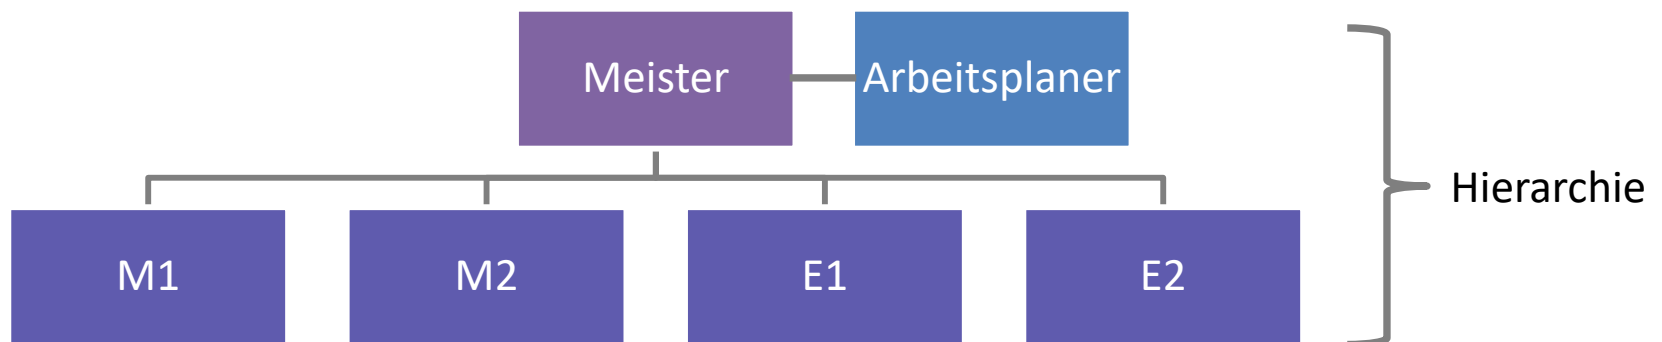 Meister
Arbeitsplaner
Hierarchie
M1
M2
E1
E2